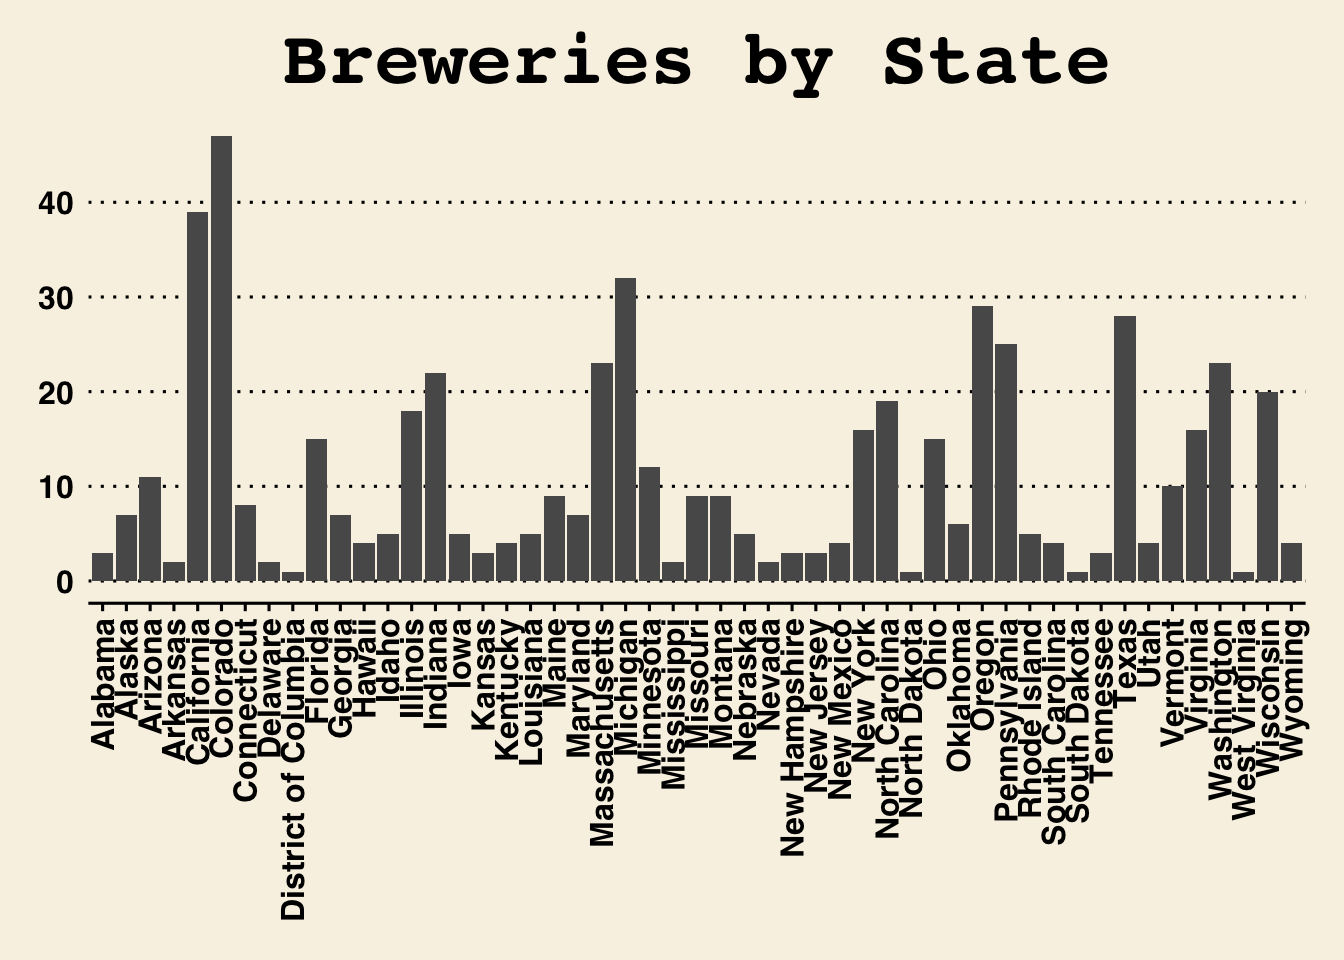 Breweries by State
40
30
20
10
0
Alabama
Alaska
Arizona
Arkansas
California
Colorado
Connecticut
Delaware
District of Columbia
Florida
Georgia
Hawaii
Idaho
Illinois
Indiana
Iowa
Kansas
Kentucky
Louisiana
Maine
Maryland
Massachusetts
Michigan
Minnesota
Mississippi
Missouri
Montana
Nebraska
Nevada
New Hampshire
New Jersey
New Mexico
New York
North Carolina
North Dakota
Ohio
Oklahoma
Oregon
Pennsylvania
Rhode Island
South Carolina
South Dakota
Tennessee
Texas
Utah
Vermont
Virginia
Washington
West Virginia
Wisconsin
Wyoming